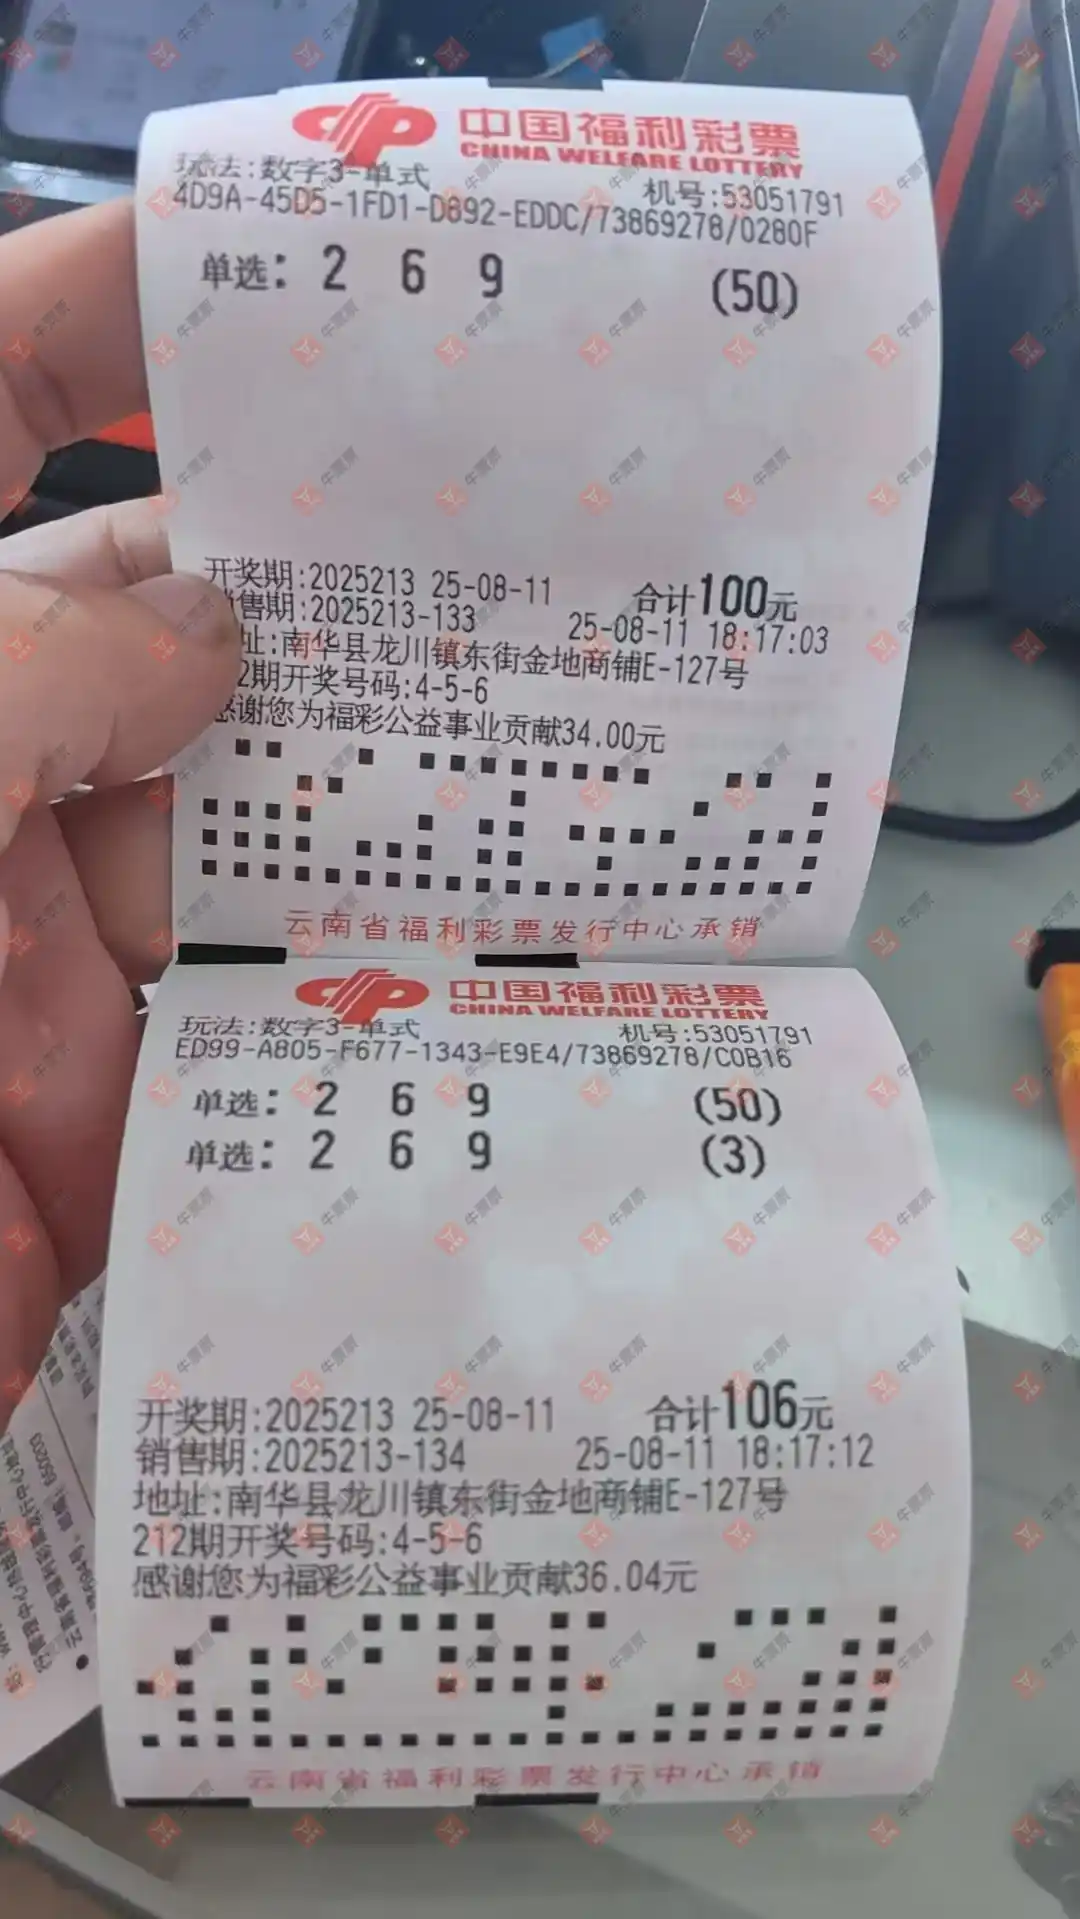 中国福利彩票
CHINA WELFARE LOTTERY
玩法:数字3-单式
机号:53051791
4D9A-45D5-1FD1-D892-EDDC/73869278/0280F
单选: 2 6 9 (50)
开奖期:2025213 25-08-11 合计100元
售期:2025213-133 25-08-11 18:17:03
址:南华县龙川镇东街金地商铺E-127号
2期开奖号码:4-5-6
感谢您为福彩公益事业贡献34.00元
云南省福利彩票发行中心承销
中国福利彩票
CHINA WELFARE LOTTERY
玩法:数字3-单式
机号:53051791
ED99-A805-F677-1343-E9E4/73869278/C0B16
单选: 2 6 9 (50)
单选: 2 6 9 (3)
开奖期:2025213 25-08-11 合计106元
销售期:2025213-134 25-08-11 18:17:12
地址:南华县龙川镇东街金地商铺E-127号
212期开奖号码:4-5-6
感谢您为福彩公益事业贡献36.04元
云南省福利彩票发行中心承销
牛票票